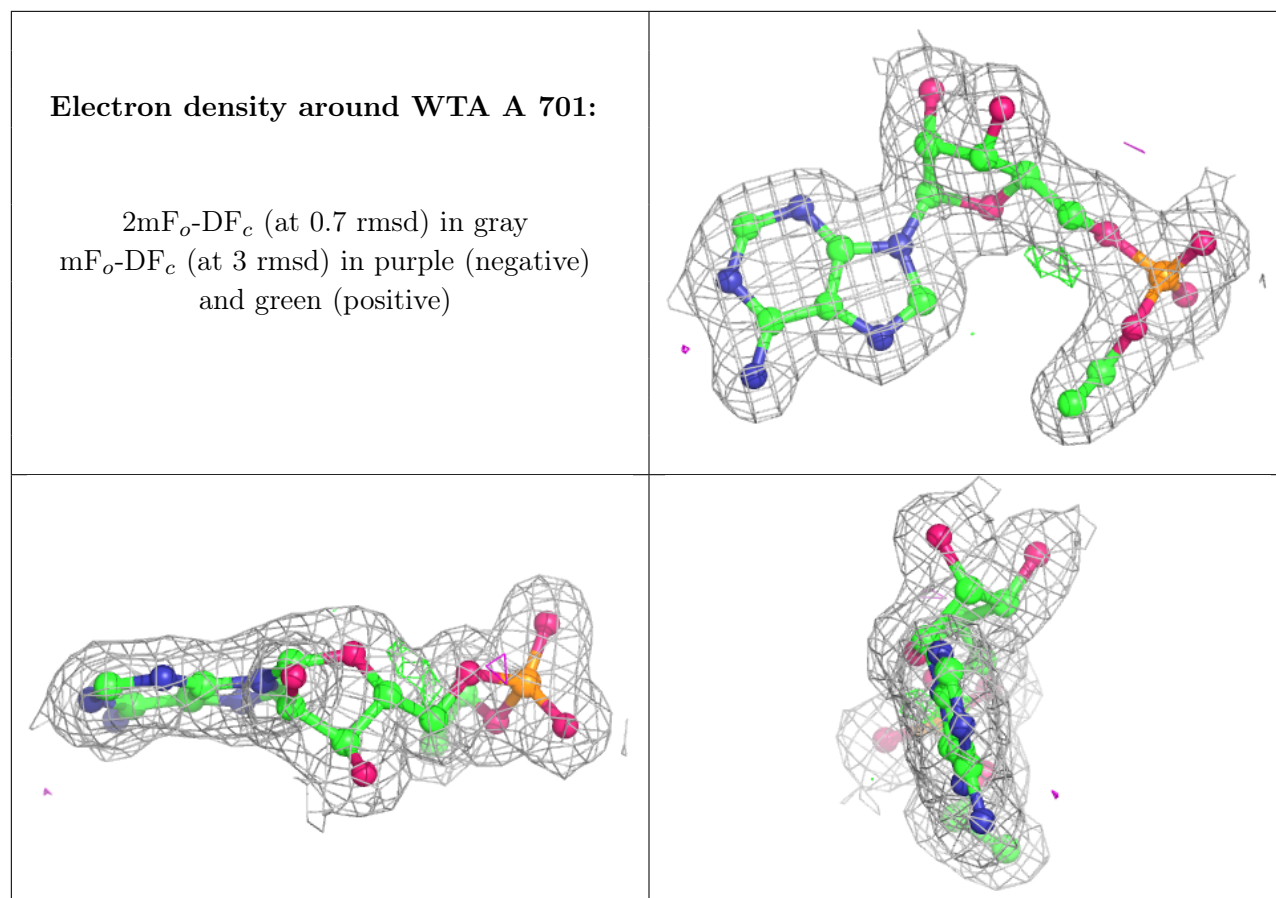 Electron density around WTA A 701:
2mFo-DFc (at 0.7 rmsd) in gray
mFo-DFc (at 3 rmsd) in purple (negative)
and green (positive)